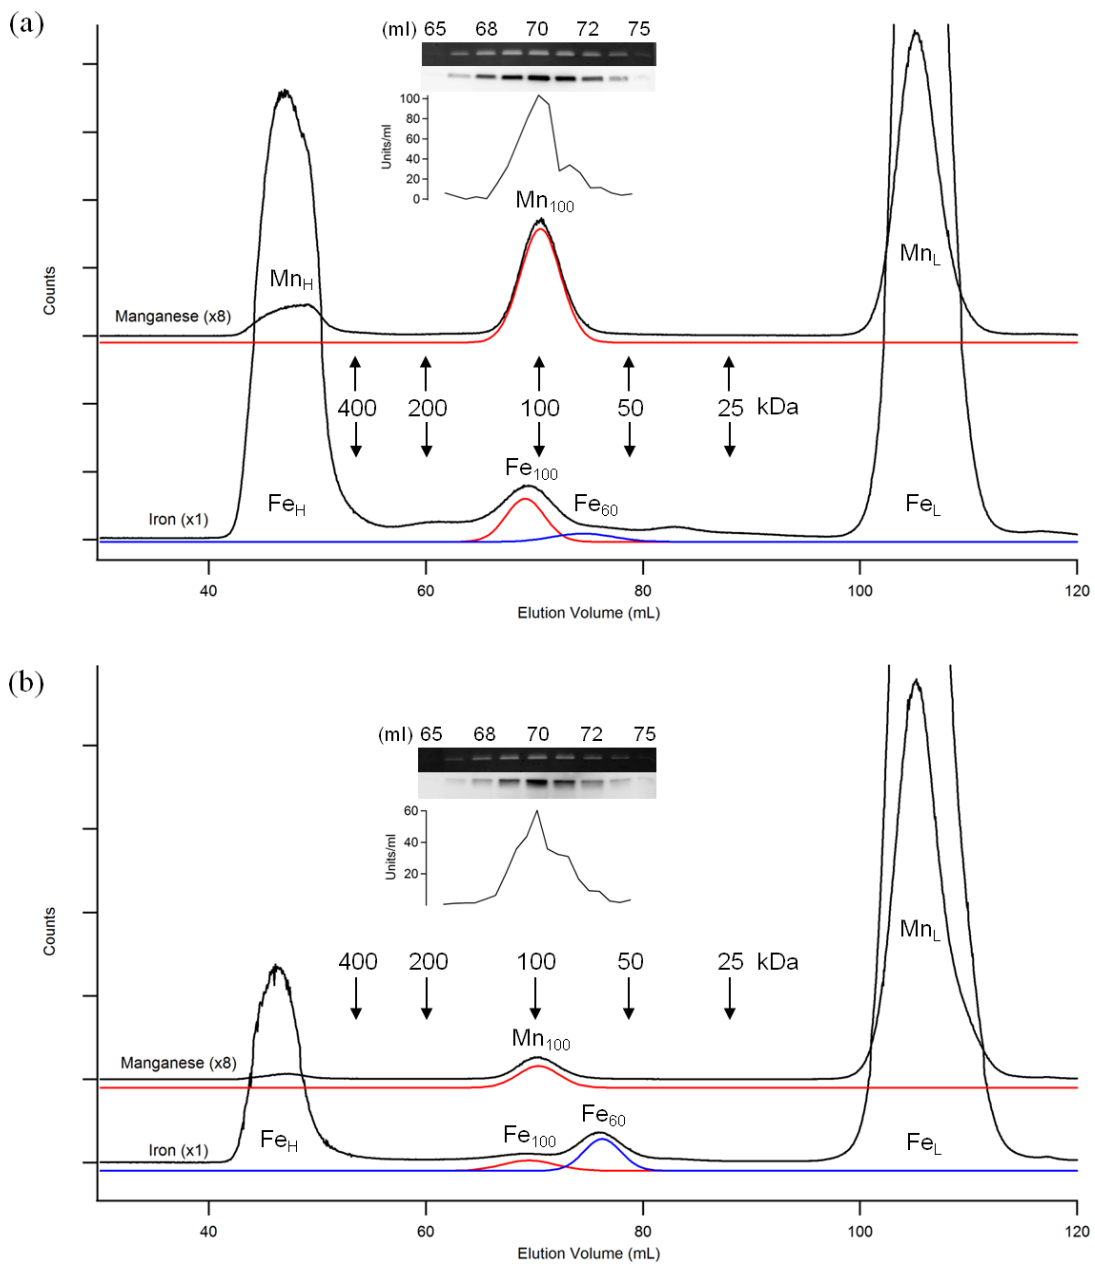 (a)
(ml) 65 68 70 72 75
100
80
60
40
20
0
Units/ml
Mn100
MnH
MnL
Counts
Manganese (x8)
400 200 100 50 25 kDa
Fe100
FeH
Fe60
FeL
Iron (x1)
40 60 80 100 120
Elution Volume (mL)
(b)
(ml) 65 68 70 72 75
60
40
20
Units/ml
Counts
MnL
400 200 100 50 25 kDa
Mn100
Manganese (x8)
Fe60
Fe100
FeH
FeL
Iron (x1)
40 60 80 100 120
Elution Volume (mL)